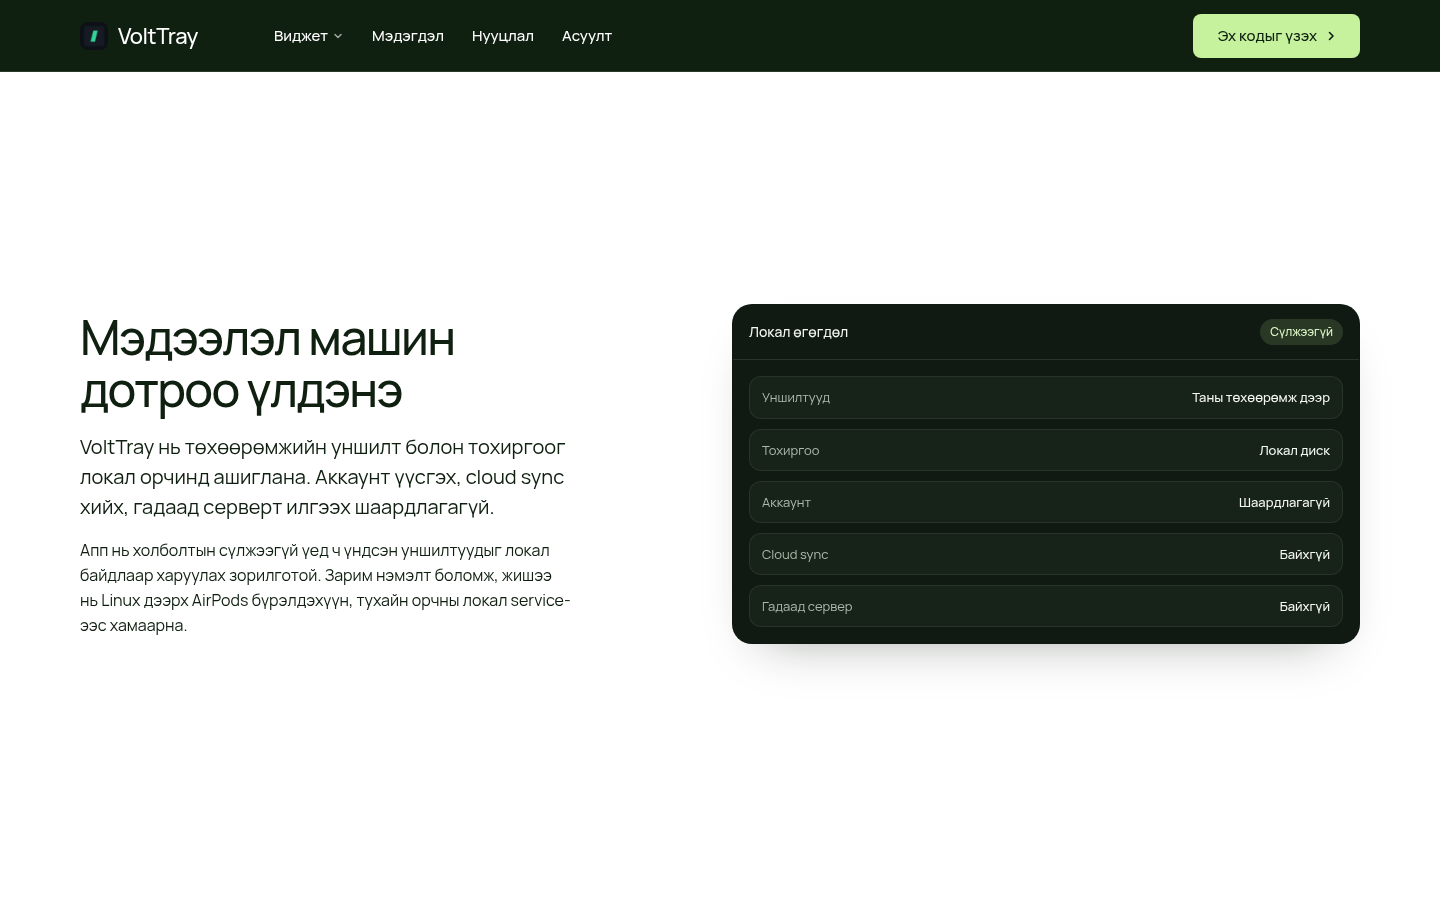 VoltTray
Виджет
Мэдэгдэл
Нууцлал
Асуулт
Эх кодыг үзэх
Мэдээлэл машин
дотроо үлдэнэ
VoltTray нь төхөөрөмжийн уншилт болон тохиргоог
локал орчинд ашиглана. Аккаунт үүсгэх, cloud sync
хийх, гадаад серверт илгээх шаардлагагүй.
Апп нь холболтын сүлжээгүй үед ч үндсэн уншилтуудыг локал
байдлаар харуулах зорилготой. Зарим нэмэлт боломж, жишээ
нь Linux дээрх AirPods бүрэлдэхүүн, тухайн орчны локал service-
ээс хамаарна.
Локал өгөгдөл
Сүлжээгүй
Уншилтууд
Таны төхөөрөмж дээр
Тохиргоо
Локал диск
Аккаунт
Шаардлагагүй
Cloud sync
Байхгүй
Гадаад сервер
Байхгүй